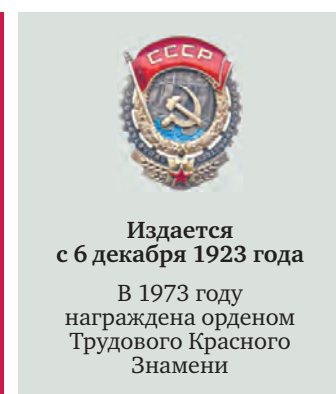 СССР
Издается
с 6 декабря 1923 года
В 1973 году
награждена орденом
Трудового Красного
Знамени